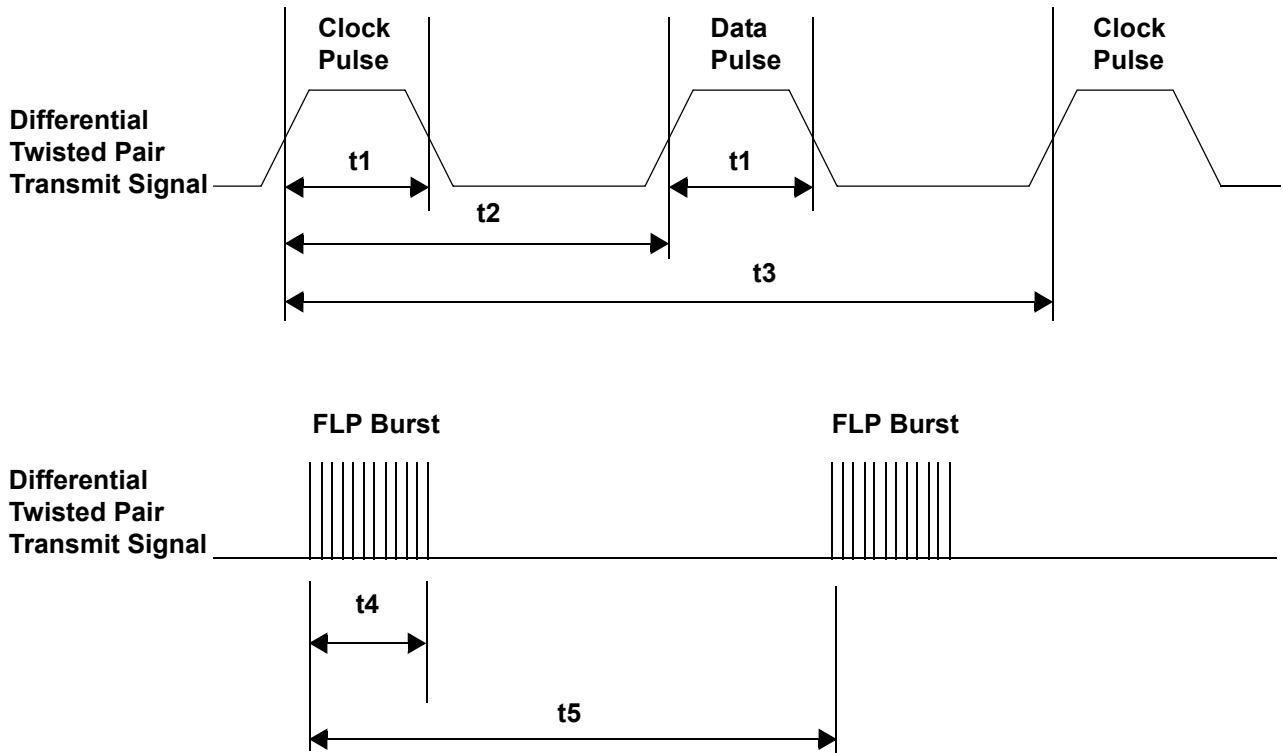 Clock
Pulse
Data
Pulse
Clock
Pulse
Differential
Twisted Pair
Transmit Signal
t1
t1
t2
t3
FLP Burst
FLP Burst
Differential
Twisted Pair
Transmit Signal
t4
t5